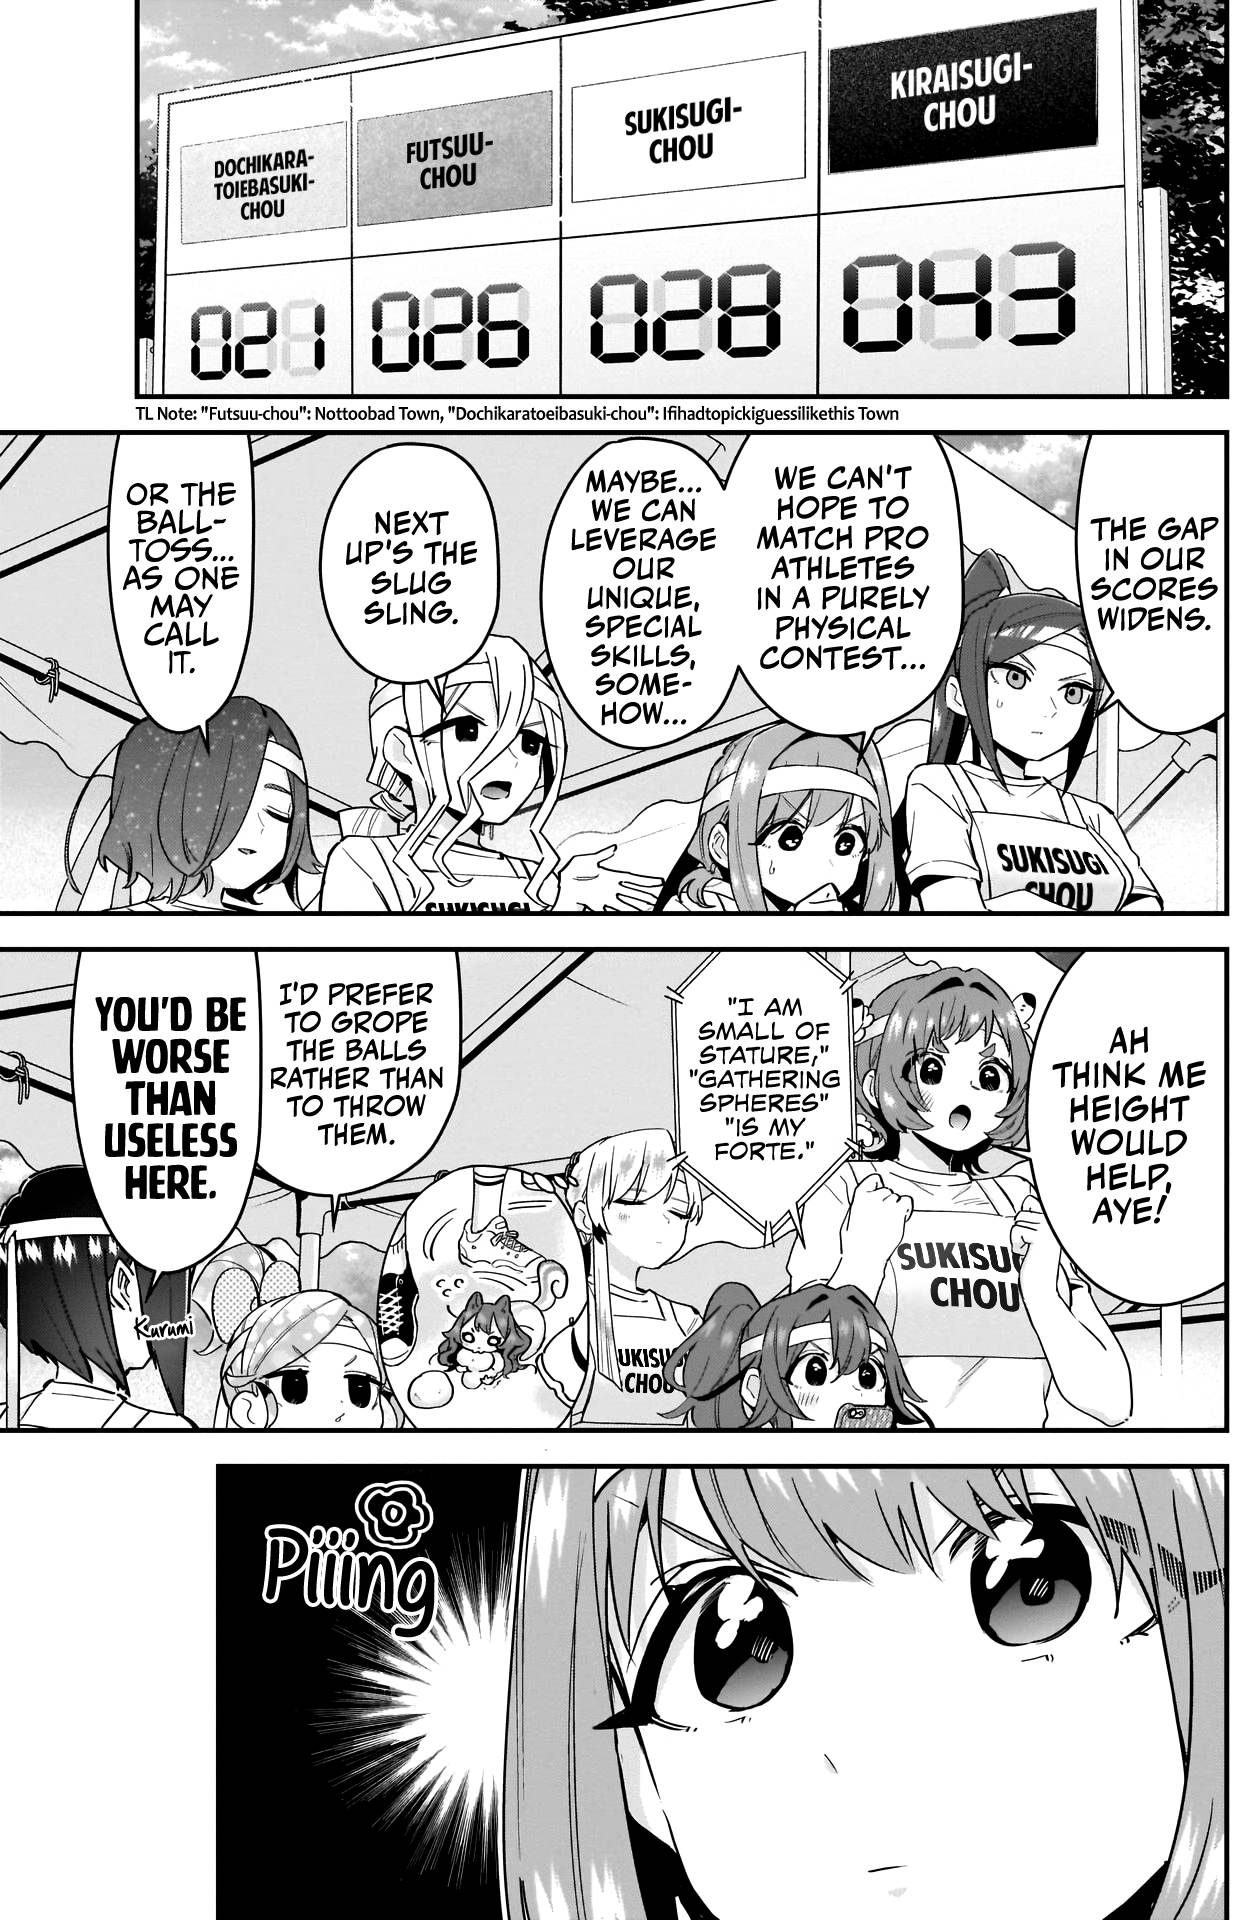 KIRAISUGI-
CHOU
SUKISUGI-
CHOU
FUTSUU-
CHOU
DOCHIKARA-
TOIEBASUKI-
CHOU
043
028
026
021
TL Note: "Futsuu-chou": Nottoobad Town, "Dochikaratoeibasuki-chou": Ifihadtopickiguessilikethis Town
THE GAP
IN OUR
SCORES
WIDENS.
WE CAN'T
HOPE TO
MATCH PRO
ATHLETES
IN A PURELY
PHYSICAL
CONTEST...
MAYBE...
WE CAN
LEVERAGE
OUR
UNIQUE,
SPECIAL
SKILLS,
SOME-
HOW...
NEXT
UP'S THE
SLUG
SLING.
OR THE
BALL-
TOSS...
AS ONE
MAY
CALL
IT.
SUKISUGI
CHOU
SUKISUGI
AH
THINK ME
HEIGHT
WOULD
HELP,
AYE!
"I AM
SMALL OF
STATURE,"
"GATHERING
SPHERES"
"IS MY
FORTE."
I'D PREFER
TO GROPE
THE BALLS
RATHER THAN
TO THROW
THEM.
YOU'D BE
WORSE
THAN
USELESS
HERE.
Kurumi
SUKISU
CHOU
UKISUG
CHOU
Piiing